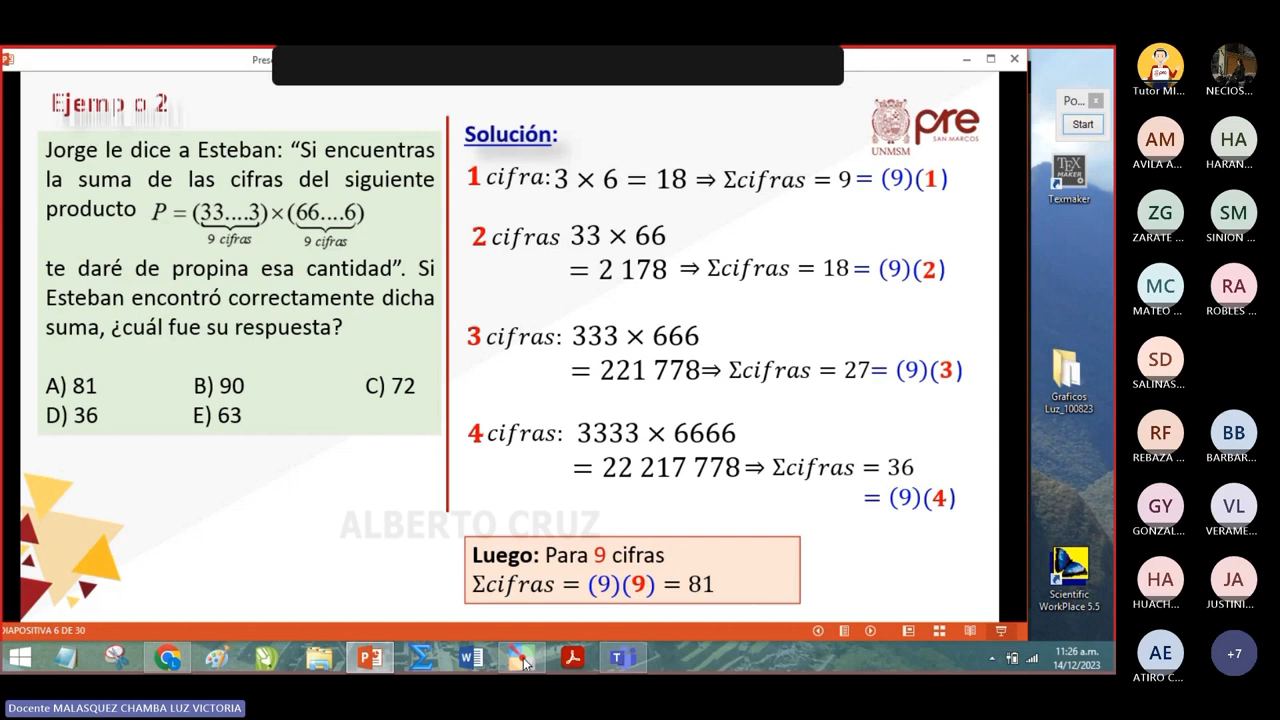 Prese
Ejemplo 2
Jorge le dice a Esteban: “Si encuentras
la suma de las cifras del siguiente
producto P = (33....3)×(66....6)
9 cifras 9 cifras
te daré de propina esa cantidad”. Si
Esteban encontró correctamente dicha
suma, ¿cuál fue su respuesta?
A) 81 B) 90 C) 72
D) 36 E) 63
Solución:
UNMSM
pre
SAN MARCOS
1 cifra: 3 × 6 = 18 ⇒ Σcifras = 9 = (9)(1)
2 cifras 33 × 66
= 2 178 ⇒ Σcifras = 18 = (9)(2)
3 cifras: 333 × 666
= 221 778 ⇒ Σcifras = 27 = (9)(3)
4 cifras: 3333 × 6666
= 22 217 778 ⇒ Σcifras = 36
= (9)(4)
ALBERTO CRUZ
Luego: Para 9 cifras
Σcifras = (9)(9) = 81
DIAPOSITIVA 6 DE 30
Po...
Start
TEX
MAKER
Texmaker
Graficos
Luz_100823
Scientific
WorkPlace 5.5
11:26 a.m.
14/12/2023
Tutor MI...
NECIOS...
AM
AVILA A...
HA
HARAN...
ZG
ZARATE ...
SM
SINION ...
MC
MATEO ...
RA
ROBLES ...
SD
SALINAS...
RF
REBAZA ...
BB
BARBAR...
GY
GONZAL...
VL
VERAME...
HA
HUACH...
JA
JUSTINI...
AE
ATIRO C...
+7
Docente MALASQUEZ CHAMBA LUZ VICTORIA